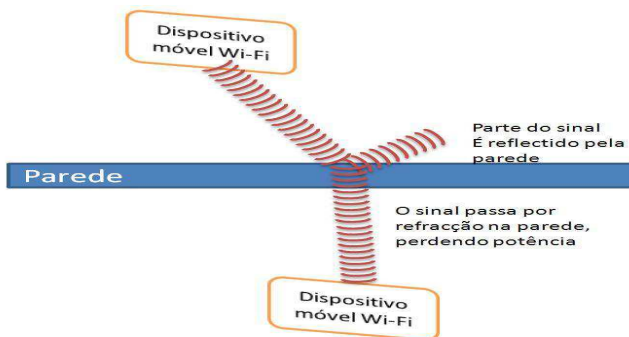 Dispositivo
móvel Wi-Fi
Parte do sinal
É reflectido pela
parede
Parede
O sinal passa por
refracção na parede,
perdendo potência
Dispositivo
móvel Wi-Fi